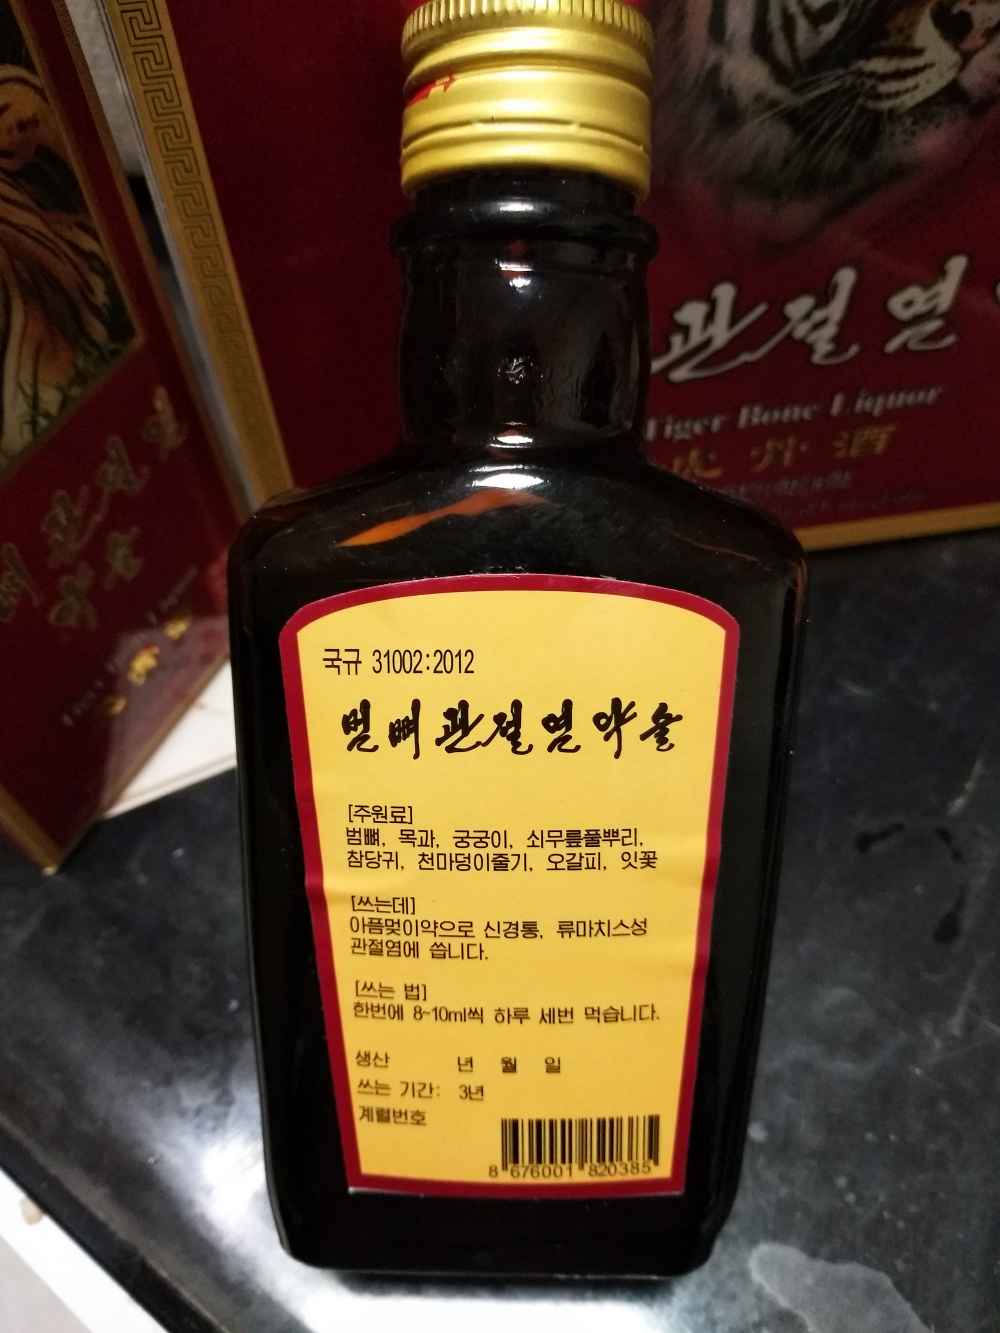 관절열
Tiger Bone Liquor
酒
국규 31002:2012
범뼈관절열약술
[주원료]
범뼈, 목과, 궁궁이, 쇠무릎풀뿌리,
참당귀, 천마덩이줄기, 오갈피, 잇꽃
[쓰는데]
아픔멎이약으로 신경통, 류마치스성
관절염에 씁니다.
[쓰는 법]
한번에 8~10ml씩 하루 세번 먹습니다.
생산 년 월 일
쓰는 기간: 3년
계렬번호
8 676001 820385